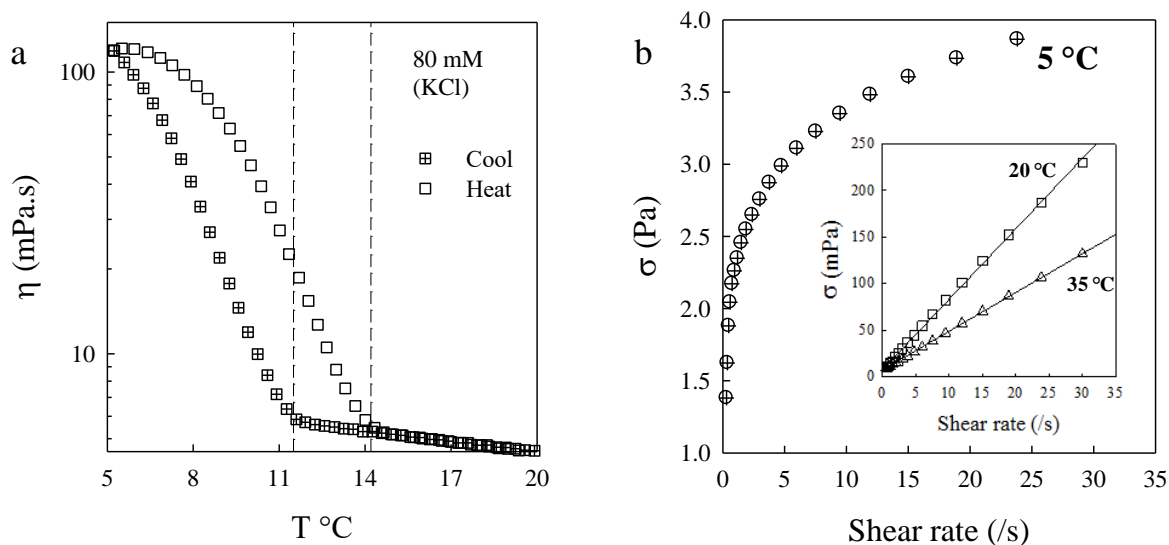 a
80 mM
(KCl)
Cool
Heat
100
10
η (mPa.s)
5 8 11 14 17 20
T °C
b
5 °C
4.0
3.5
3.0
2.5
2.0
1.5
1.0
σ (Pa)
0 5 10 15 20 25 30 35
Shear rate (/s)
250
200
150
100
50
0
σ (mPa)
20 °C
35 °C
0 5 10 15 20 25 30 35
Shear rate (/s)